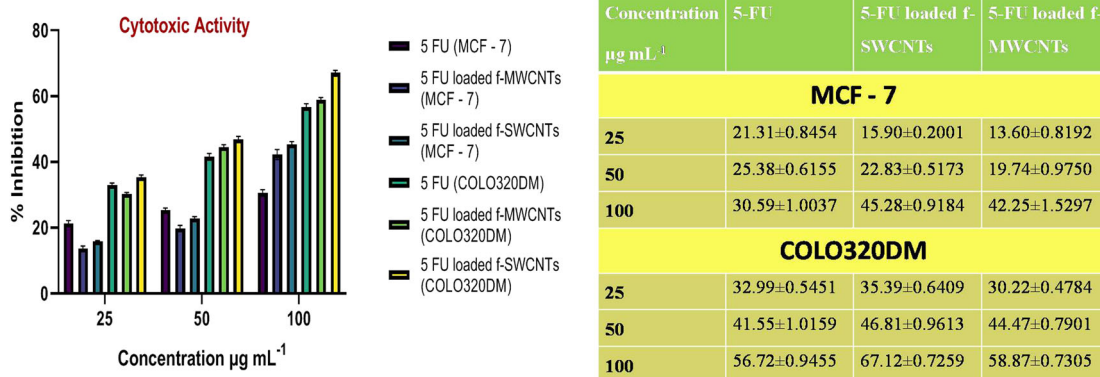 Cytotoxic Activity
80
60
40
20
0
% Inhibition
25 50 100
Concentration µg mL-1
5 FU (MCF - 7)
5 FU loaded f-MWCNTs
(MCF - 7)
5 FU loaded f-SWCNTs
(MCF - 7)
5 FU (COLO320DM)
5 FU loaded f-MWCNTs
(COLO320DM)
5 FU loaded f-SWCNTs
(COLO320DM)
Concentration 5-FU 5-FU loaded f- 5-FU loaded f-
µg mL-1 SWCNTs MWCNTs
MCF - 7
25 21.31±0.8454 15.90±0.2001 13.60±0.8192
50 25.38±0.6155 22.83±0.5173 19.74±0.9750
100 30.59±1.0037 45.28±0.9184 42.25±1.5297
COLO320DM
25 32.99±0.5451 35.39±0.6409 30.22±0.4784
50 41.55±1.0159 46.81±0.9613 44.47±0.7901
100 56.72±0.9455 67.12±0.7259 58.87±0.7305